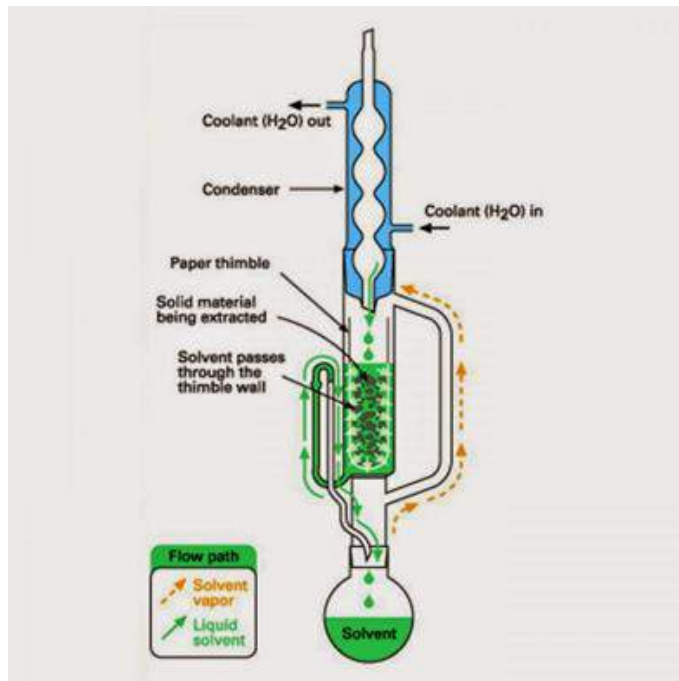 Coolant (H2O) out
Condenser
Coolant (H2O) in
Paper thimble
Solid material
being extracted
Solvent passes
through the
thimble wall
Flow path
Solvent
vapor
Liquid
solvent
Solvent